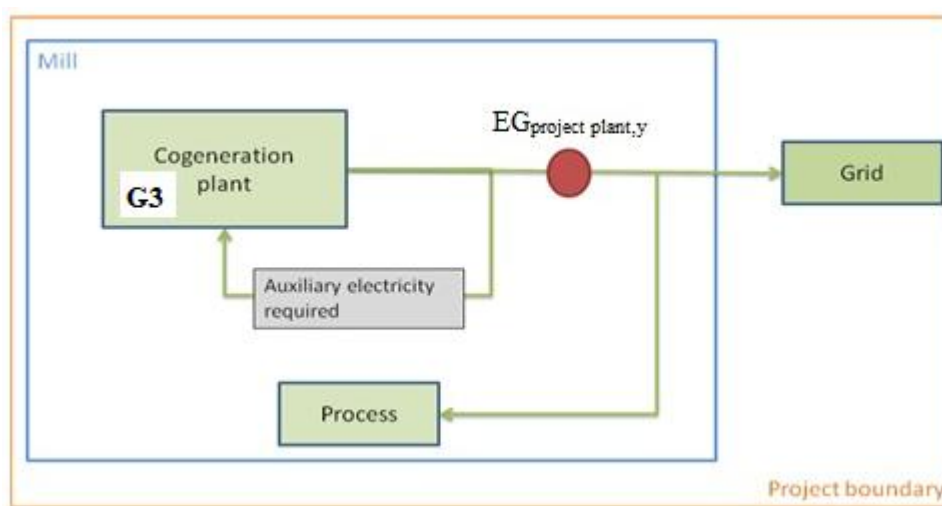 Mill
EGproject plant,y
Cogeneration
plant
G3
Grid
Auxiliary electricity
required
Process
Project boundary